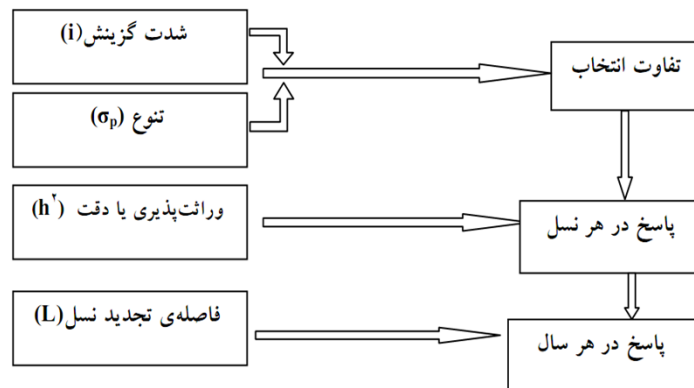 شدت گزینش(i)
تفاوت انتخاب
تنوع (σp)
وراثت‌پذیری یا دقت (h۲)
پاسخ در هر نسل
فاصله‌ی تجدید نسل(L)
پاسخ در هر سال